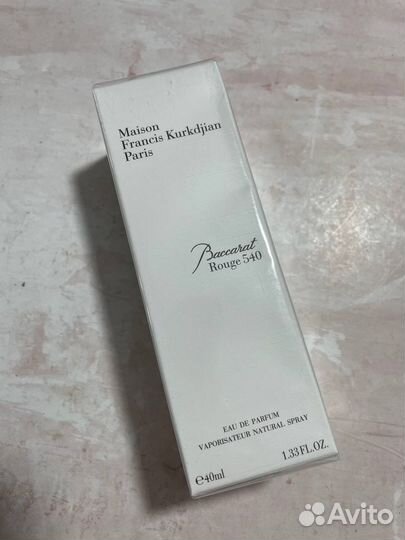 Maison
Francis Kurkdjian
Paris
Baccarat
Rouge 540
EAU DE PARFUM
VAPORISATEUR NATURAL SPRAY
℮40ml
1.33 FL.OZ.
Avito